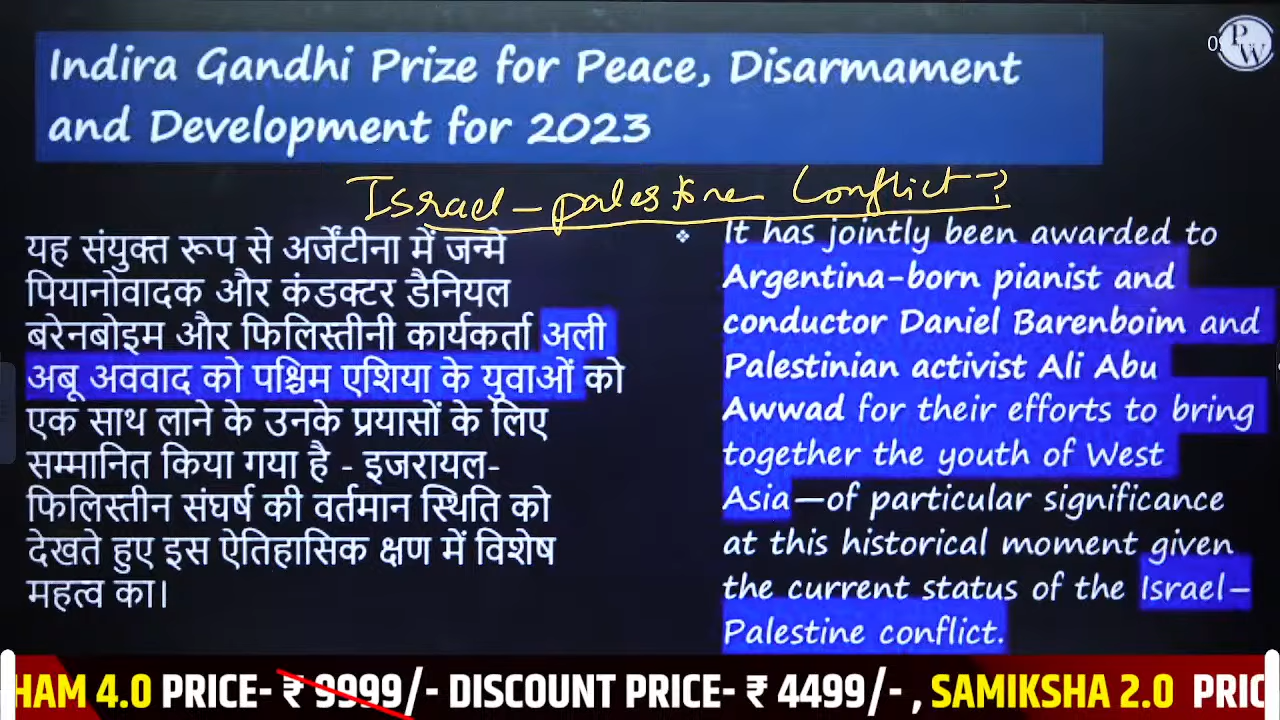 Indira Gandhi Prize for Peace, Disarmament
and Development for 2023
PW
Israel - palestine Conflict - ?
यह संयुक्त रूप से अर्जेंटीना में जन्मे
पियानोवादक और कंडक्टर डैनियल
बरेनबोइम और फिलिस्तीनी कार्यकर्ता अली
अबू अववाद को पश्चिम एशिया के युवाओं को
एक साथ लाने के उनके प्रयासों के लिए
सम्मानित किया गया है - इजरायल-
फिलिस्तीन संघर्ष की वर्तमान स्थिति को
देखते हुए इस ऐतिहासिक क्षण में विशेष
महत्व का।
❖ It has jointly been awarded to
Argentina-born pianist and
conductor Daniel Barenboim and
Palestinian activist Ali Abu
Awwad for their efforts to bring
together the youth of West
Asia—of particular significance
at this historical moment given
the current status of the Israel–
Palestine conflict.
HAM 4.0 PRICE- ₹ 9999/- DISCOUNT PRICE- ₹ 4499/- , SAMIKSHA 2.0 PRIC